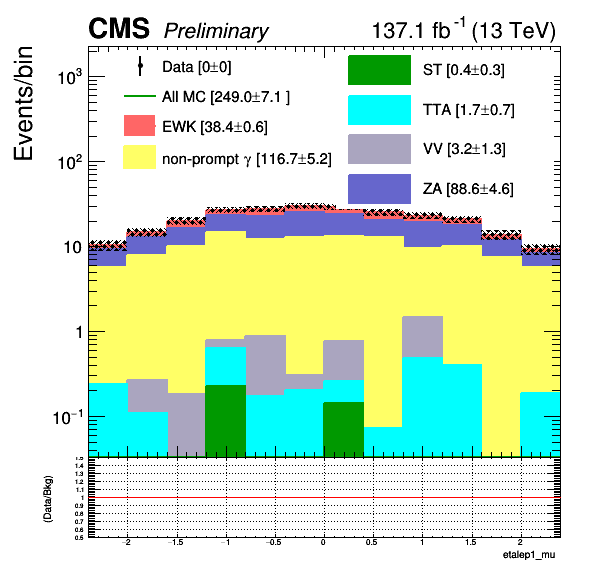 CMS Preliminary 137.1 fb⁻¹ (13 TeV)
Events/bin
10³
10²
10
1
10⁻¹
Data [0±0]
All MC [249.0±7.1 ]
EWK [38.4±0.6]
non-prompt γ [116.7±5.2]
ST [0.4±0.3]
TTA [1.7±0.7]
VV [3.2±1.3]
ZA [88.6±4.6]
(Data/Bkg)
1.5
1.4
1.3
1.2
1.1
1
0.9
0.8
0.7
0.6
0.5
−2 −1.5 −1 −0.5 0 0.5 1 1.5 2
etalep1_mu